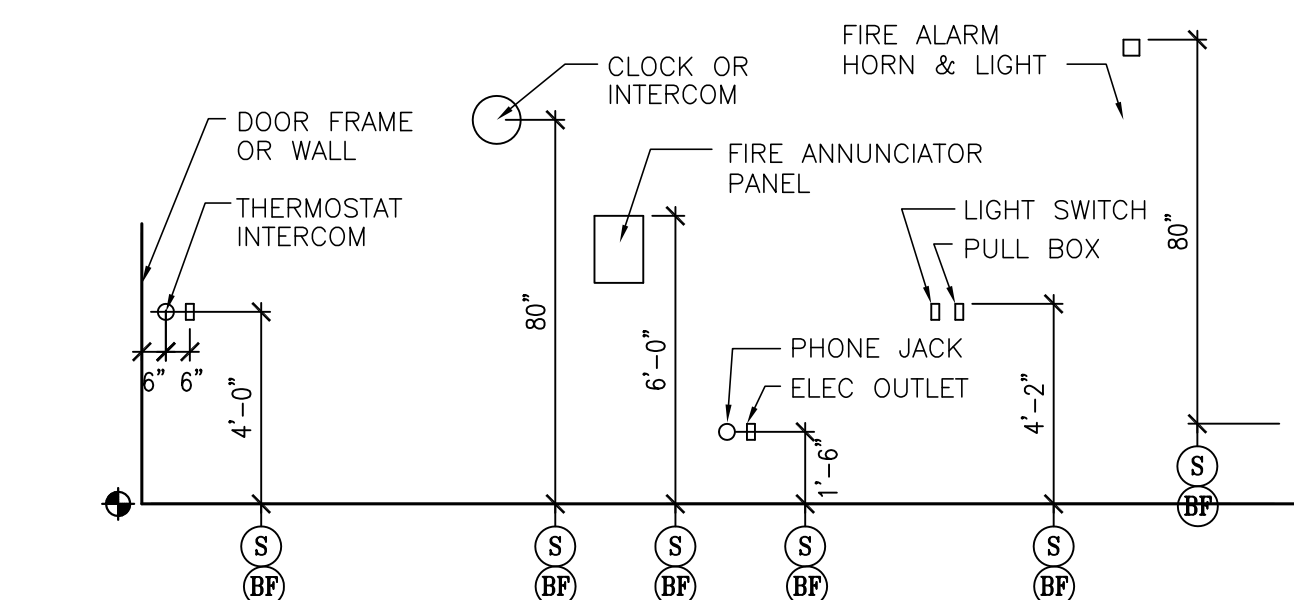 FIRE ALARM
HORN & LIGHT
CLOCK OR
INTERCOM
DOOR FRAME
OR WALL
FIRE ANNUNCIATOR
PANEL
THERMOSTAT
INTERCOM
LIGHT SWITCH
PULL BOX
80”
80”
6’–0”
PHONE JACK
ELEC OUTLET
6” 6”
4’–0”
4’–2”
1’–6”
S
BF
S
BF
S
BF
S
BF
S
BF
S
BF